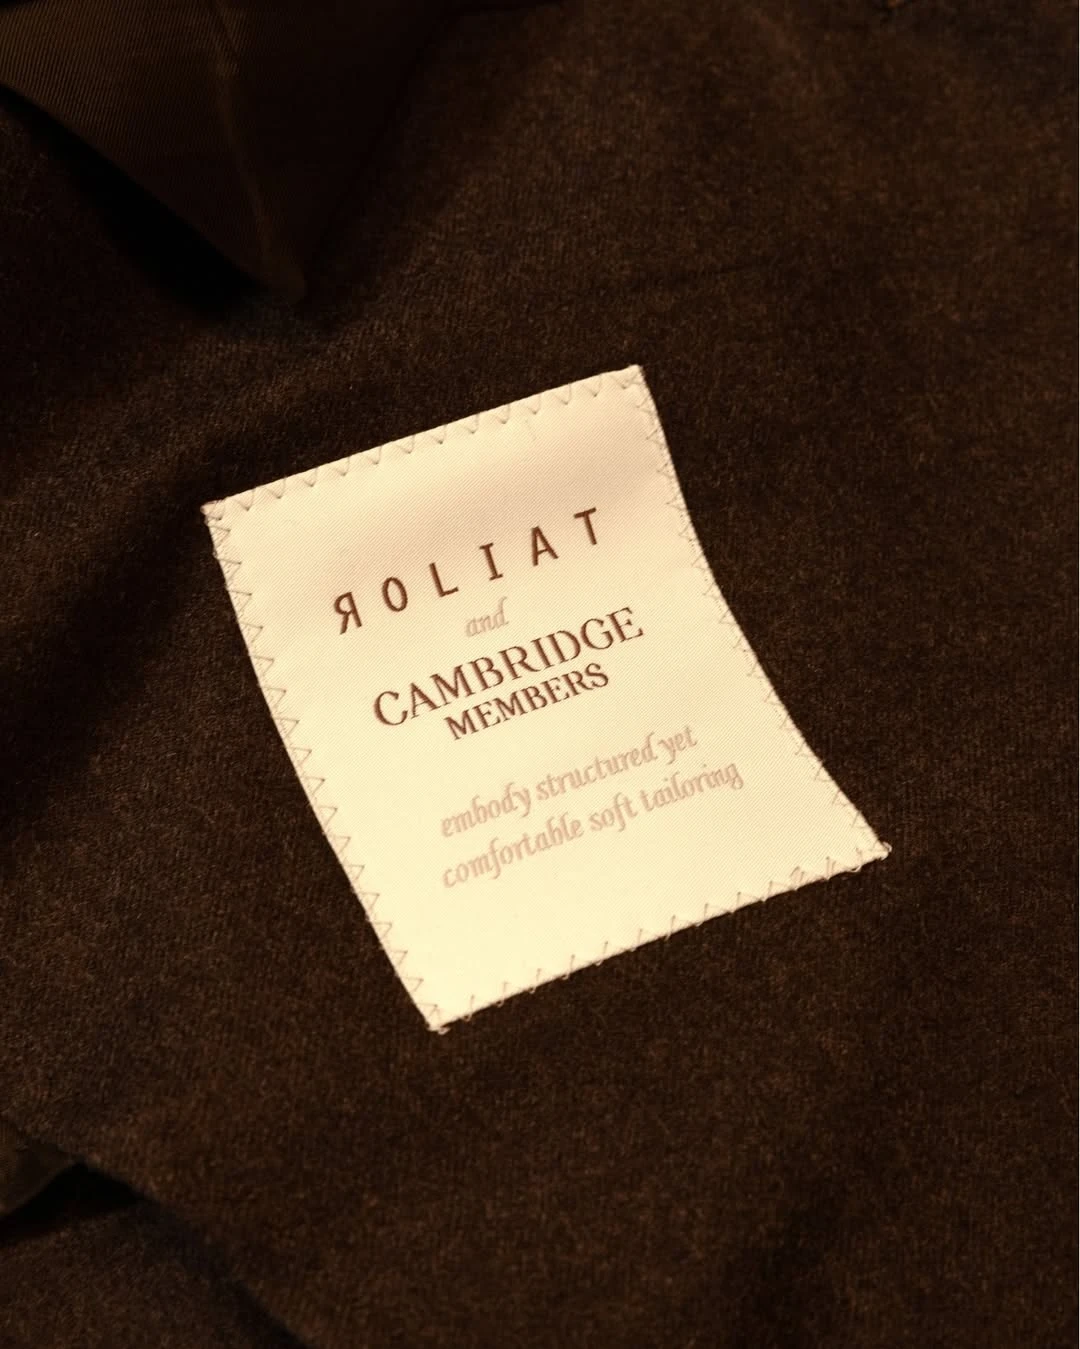 ЯOLIAT
and
CAMBRIDGE
MEMBERS
embody structured yet
comfortable soft tailoring